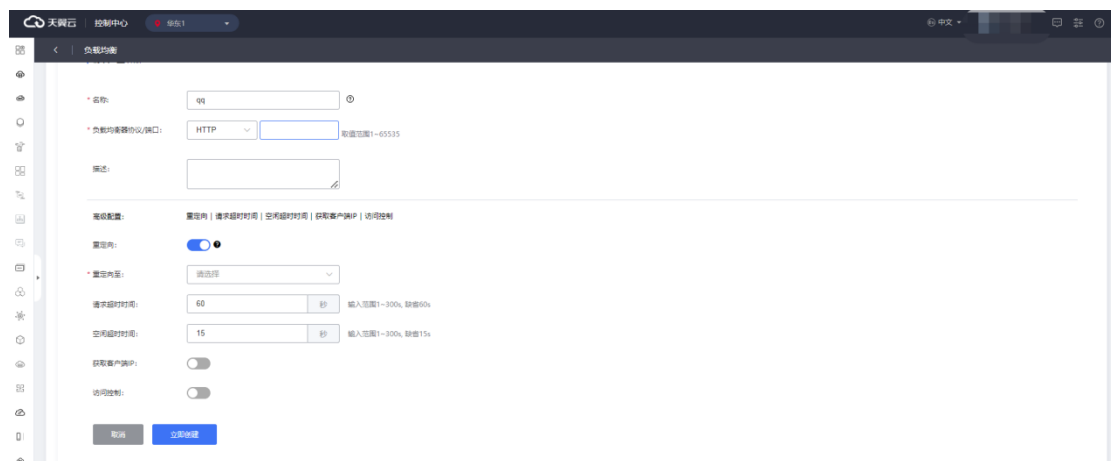 天翼云 | 控制中心 华东1 中文
< | 负载均衡
* 名称: qq
* 负载均衡器协议/端口: HTTP 取值范围1~65535
描述:
高级配置: 重定向 | 请求超时时间 | 空闲超时时间 | 获取客户端IP | 访问控制
重定向:
* 重定向至: 请选择
请求超时时间: 60 秒 输入范围1~300s, 缺省60s
空闲超时时间: 15 秒 输入范围1~300s, 缺省15s
获取客户端IP:
访问控制:
取消 立即创建